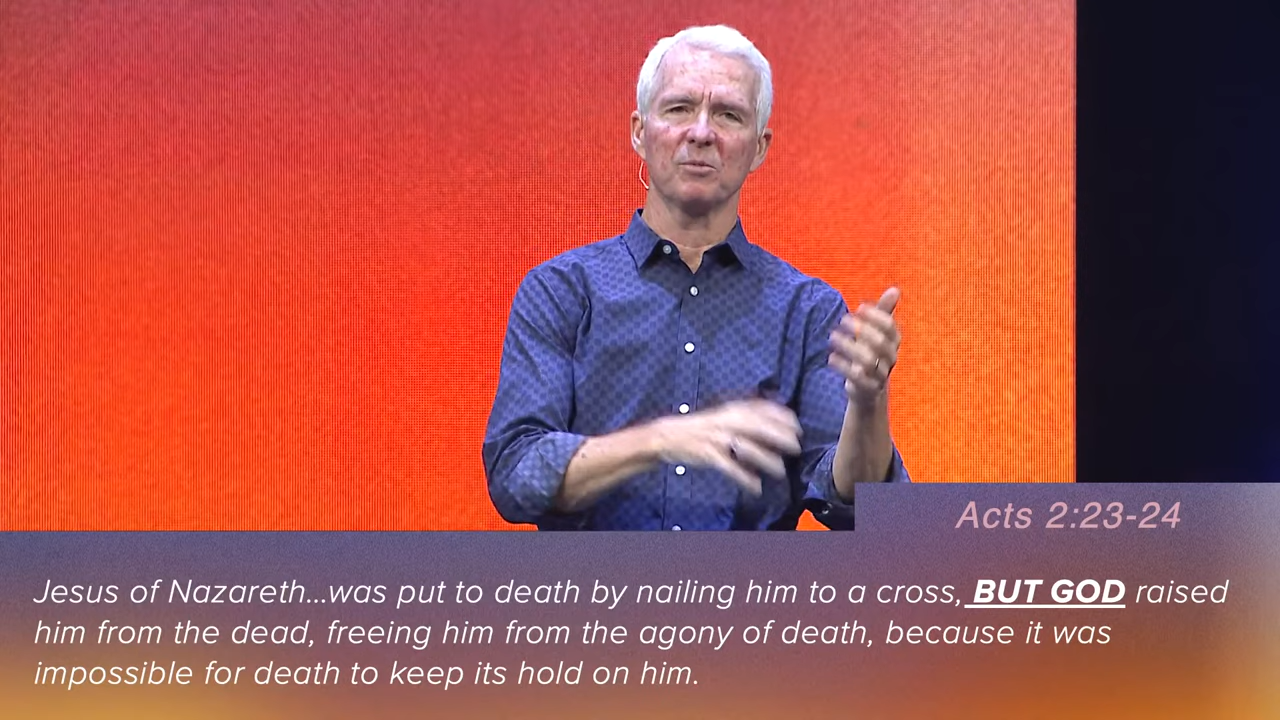 Acts 2:23-24
Jesus of Nazareth...was put to death by nailing him to a cross, BUT GOD raised
him from the dead, freeing him from the agony of death, because it was
impossible for death to keep its hold on him.